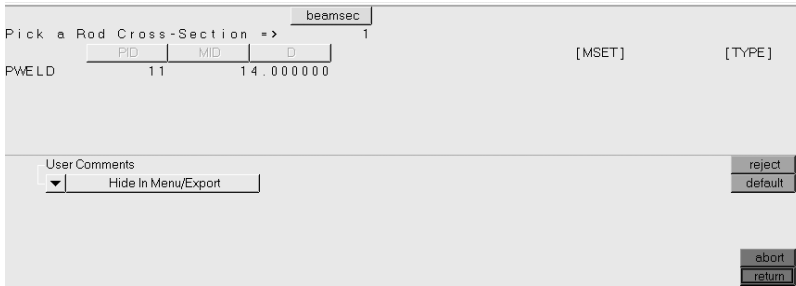 beamsec
Pick a Rod Cross-Section => 1
PID MID D [MSET] [TYPE]
PWELD 11 14.000000
User Comments
Hide In Menu/Export
reject
default
abort
return